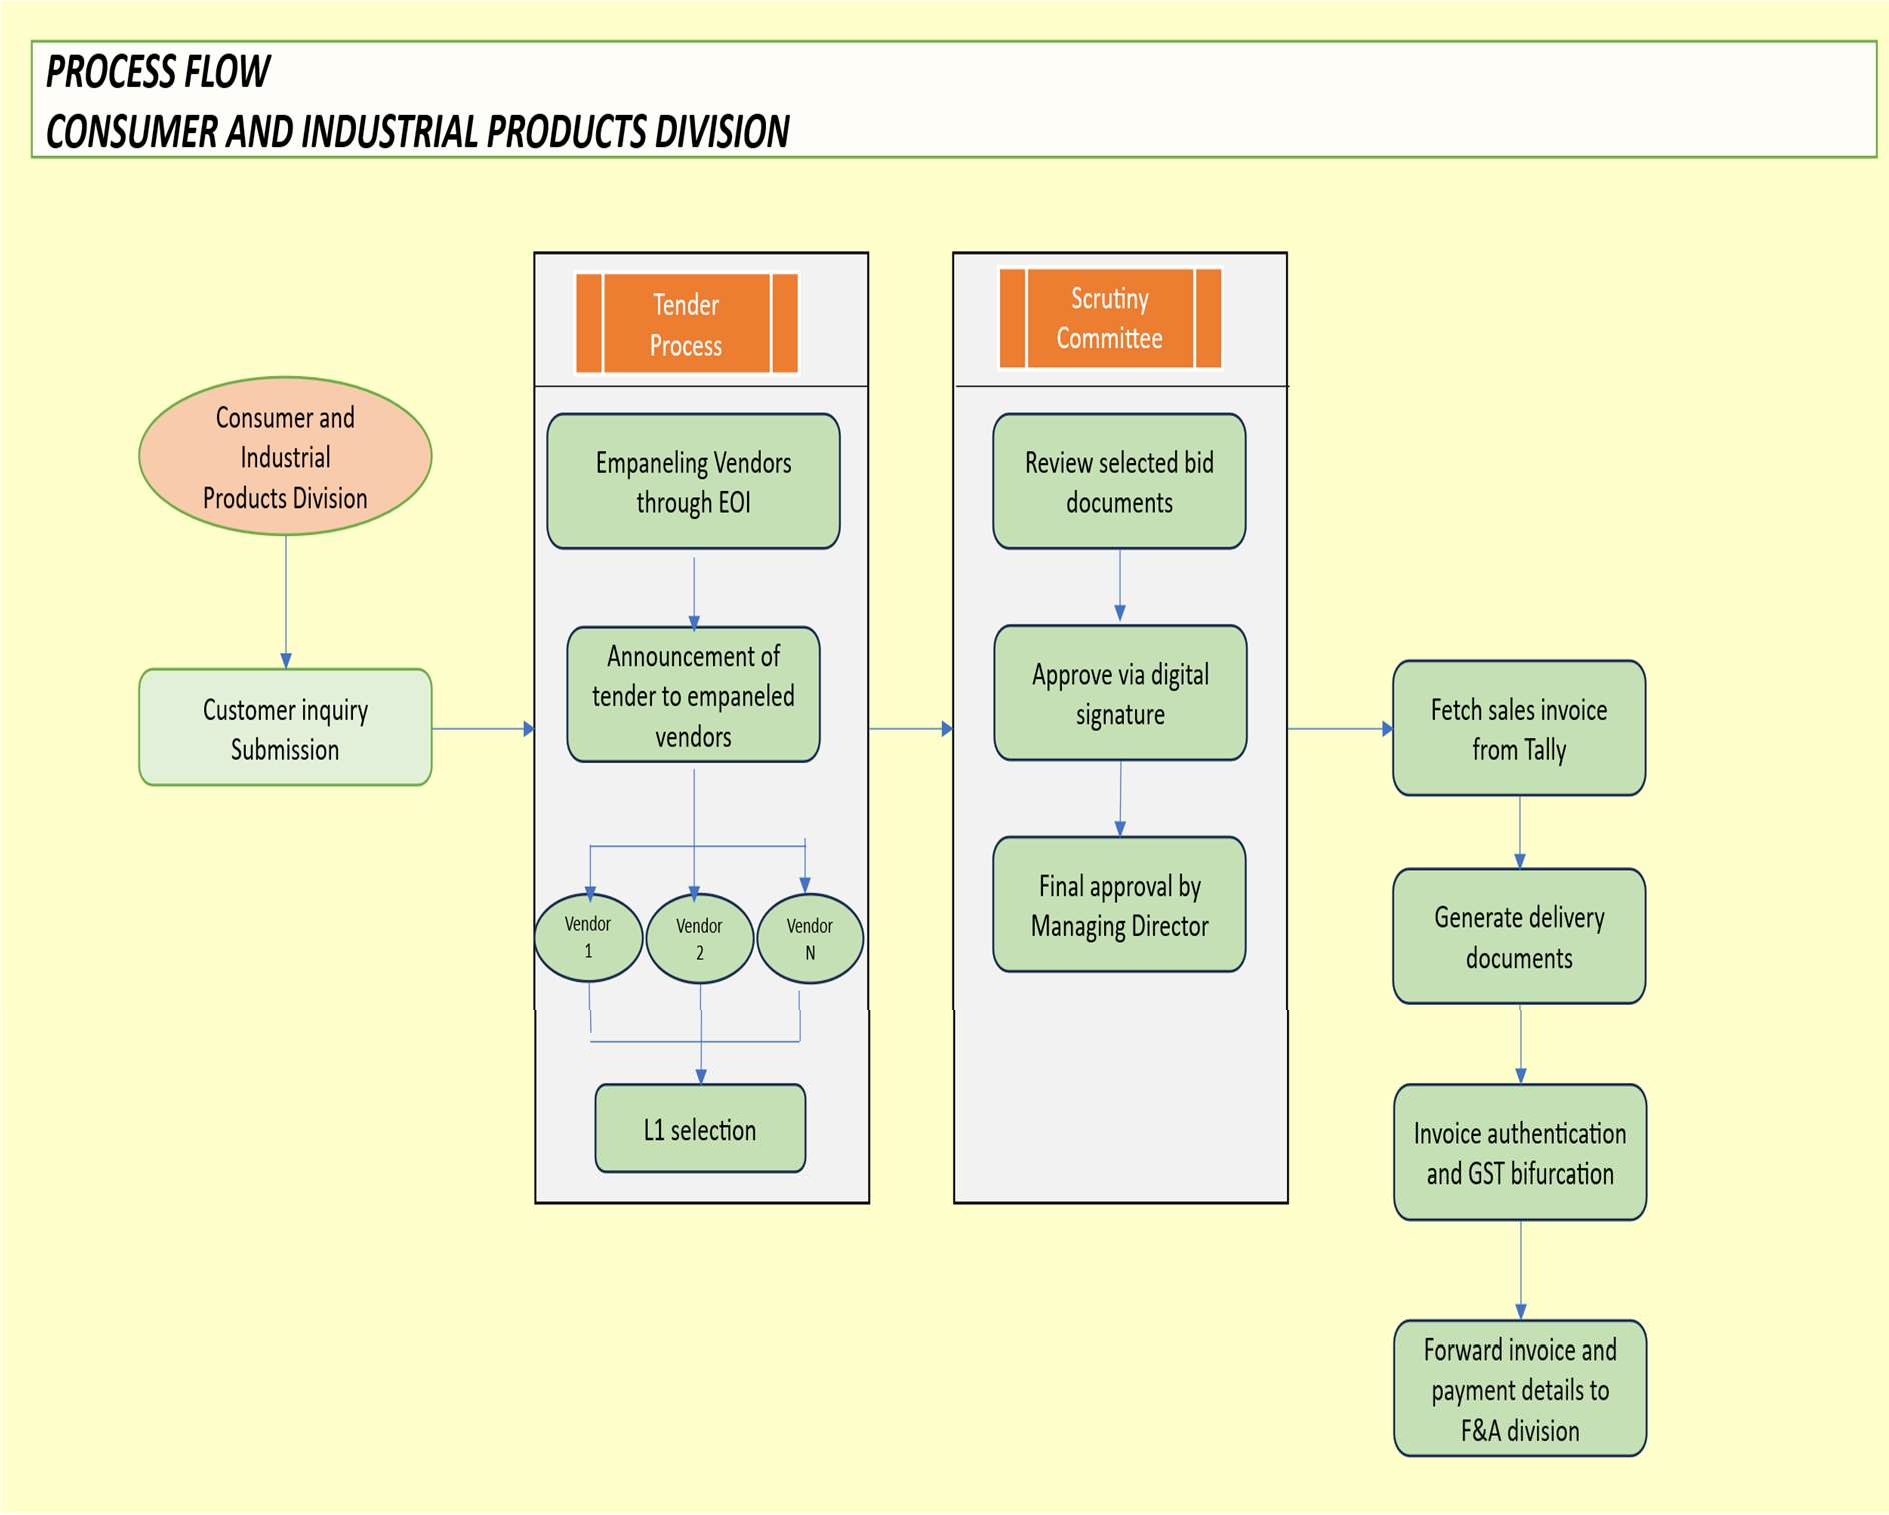 PROCESS FLOW
CONSUMER AND INDUSTRIAL PRODUCTS DIVISION
Consumer and
Industrial
Products Division
Customer inquiry
Submission
Tender
Process
Empaneling Vendors
through EOI
Announcement of
tender to empaneled
vendors
Vendor
1
Vendor
2
Vendor
N
L1 selection
Scrutiny
Committee
Review selected bid
documents
Approve via digital
signature
Final approval by
Managing Director
Fetch sales invoice
from Tally
Generate delivery
documents
Invoice authentication
and GST bifurcation
Forward invoice and
payment details to
F&A division